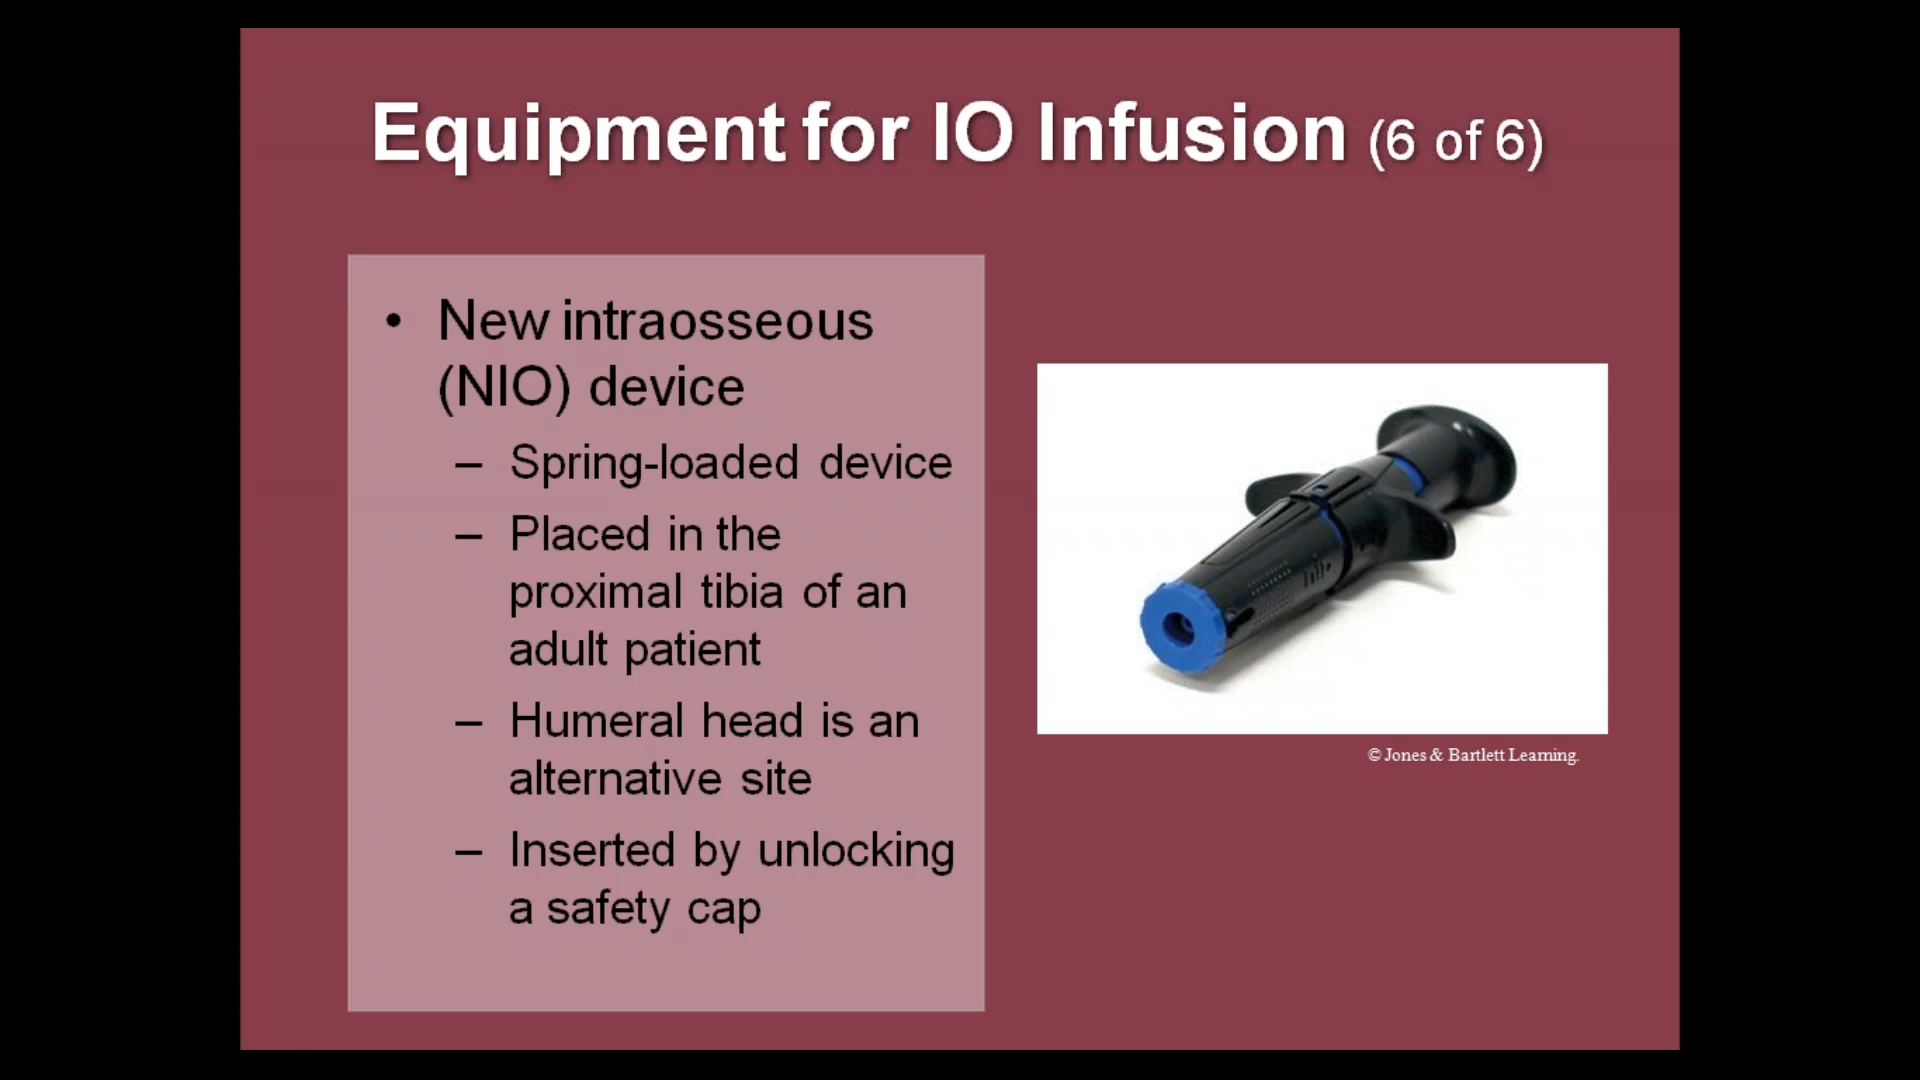 Equipment for IO Infusion (6 of 6)
• New intraosseous
(NIO) device
– Spring-loaded device
– Placed in the
proximal tibia of an
adult patient
– Humeral head is an
alternative site
– Inserted by unlocking
a safety cap
© Jones & Bartlett Learning.